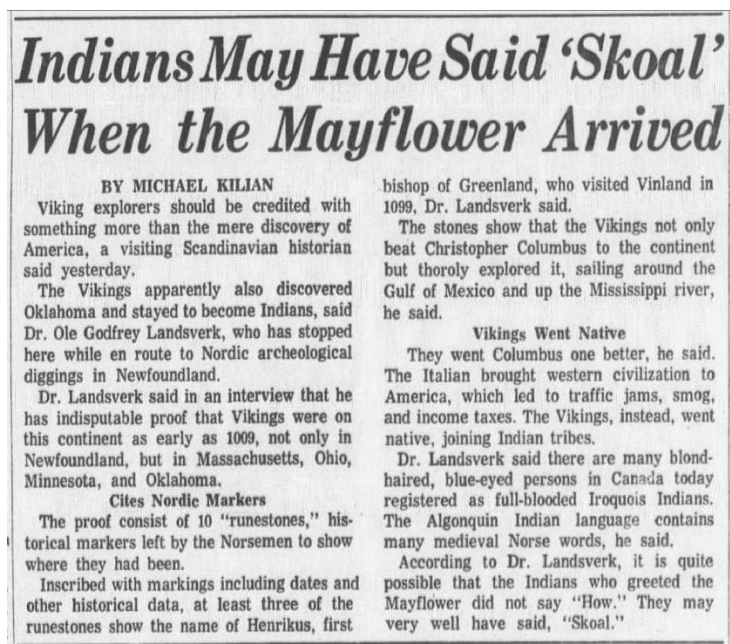 Indians May Have Said ‘Skoal’
When the Mayflower Arrived
BY MICHAEL KILIAN
Viking explorers should be credited with
something more than the mere discovery of
America, a visiting Scandinavian historian
said yesterday.
The Vikings apparently also discovered
Oklahoma and stayed to become Indians, said
Dr. Ole Godfrey Landsverk, who has stopped
here while en route to Nordic archeological
diggings in Newfoundland.
Dr. Landsverk said in an interview that he
has indisputable proof that Vikings were on
this continent as early as 1009, not only in
Newfoundland, but in Massachusetts, Ohio,
Minnesota, and Oklahoma.
Cites Nordic Markers
The proof consist of 10 “runestones,” his-
torical markers left by the Norsemen to show
where they had been.
Inscribed with markings including dates and
other historical data, at least three of the
runestones show the name of Henrikus, first
bishop of Greenland, who visited Vinland in
1099, Dr. Landsverk said.
The stones show that the Vikings not only
beat Christopher Columbus to the continent
but thoroly explored it, sailing around the
Gulf of Mexico and up the Mississippi river,
he said.
Vikings Went Native
They went Columbus one better, he said.
The Italian brought western civilization to
America, which led to traffic jams, smog,
and income taxes. The Vikings, instead, went
native, joining Indian tribes.
Dr. Landsverk said there are many blond-
haired, blue-eyed persons in Canada today
registered as full-blooded Iroquois Indians.
The Algonquin Indian language contains
many medieval Norse words, he said.
According to Dr. Landsverk, it is quite
possible that the Indians who greeted the
Mayflower did not say “How.” They may
very well have said, “Skoal.”